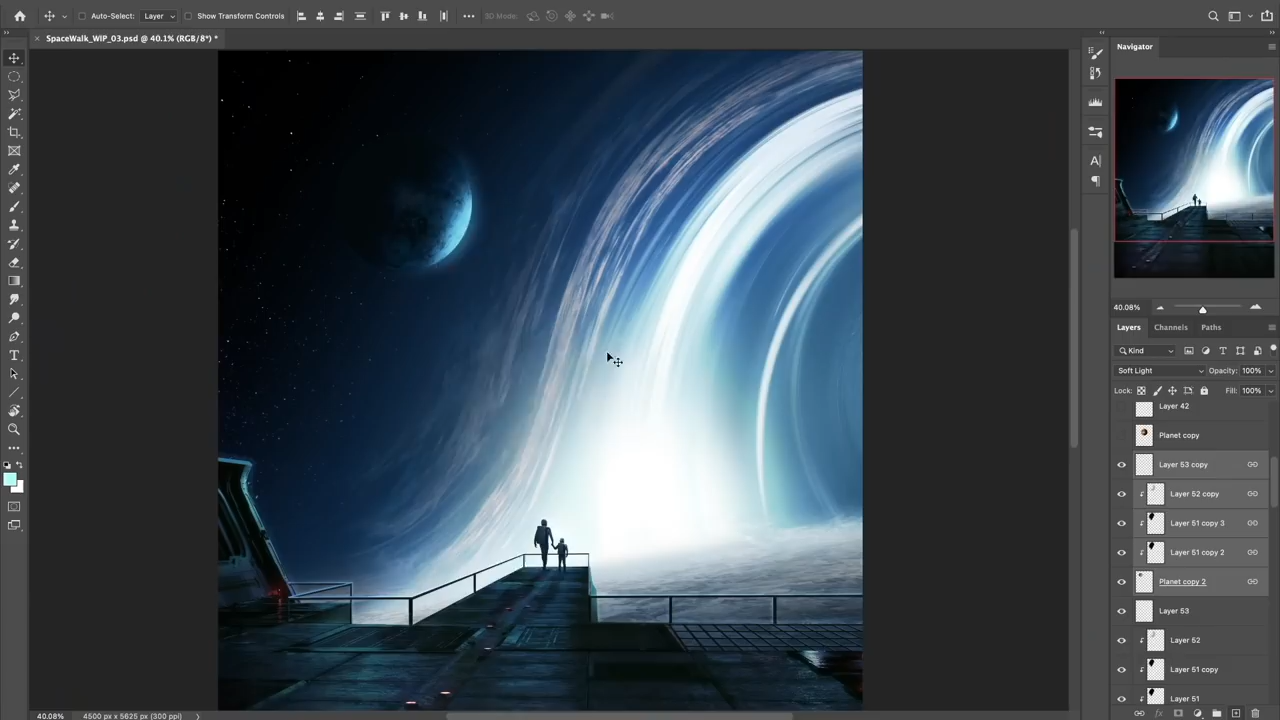 Auto-Select: Layer Show Transform Controls 3D Mode:
SpaceWalk_WIP_03.psd @ 40.1% (RGB/8*) *
Navigator
40.08%
Layers Channels Paths
Kind
Soft Light Opacity: 100%
Lock: Fill: 100%
Layer 42
Planet copy
Layer 53 copy
Layer 52 copy
Layer 51 copy 3
Layer 51 copy 2
Planet copy 2
Layer 53
Layer 52
Layer 51 copy
Layer 51
40.08% 4500 px x 5625 px (300 ppi)